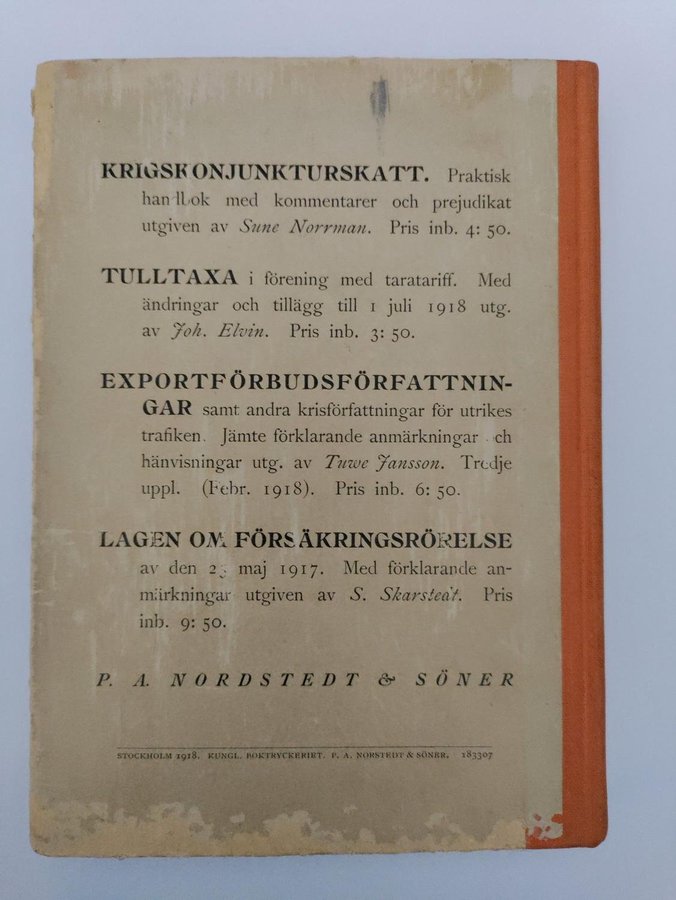 KRIGSKONJUNKTURSKATT. Praktisk
handbok med kommentarer och prejudikat
utgiven av Sune Norrman. Pris inb. 4: 50.
TULLTAXA i förening med taratariff. Med
ändringar och tillägg till 1 juli 1918 utg.
av Joh. Elvin. Pris inb. 3: 50.
EXPORTFÖRBUDSFÖRFATTNIN-
GAR samt andra krisförfattningar för utrikes
trafiken. Jämte förklarande anmärkningar och
hänvisningar utg. av Tuwe Jansson. Tredje
uppl. (Febr. 1918). Pris inb. 6: 50.
LAGEN OM FÖRSÄKRINGSRÖRELSE
av den maj 1917. Med förklarande an-
märkningar utgiven av S. Skarstedt. Pris
inb. 9: 50.
P. A. NORDSTEDT & SÖNER
STOCKHOLM 1918. KUNGL. BOKTRYCKERIET. P. A. NORSTEDT & SÖNER. 183307